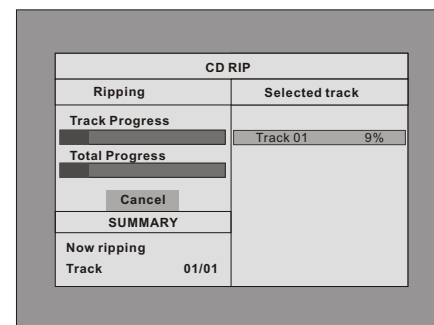 CD RIP
Ripping
Selected track
Track Progress
Track 01 9%
Total Progress
Cancel
SUMMARY
Now ripping
Track 01/01